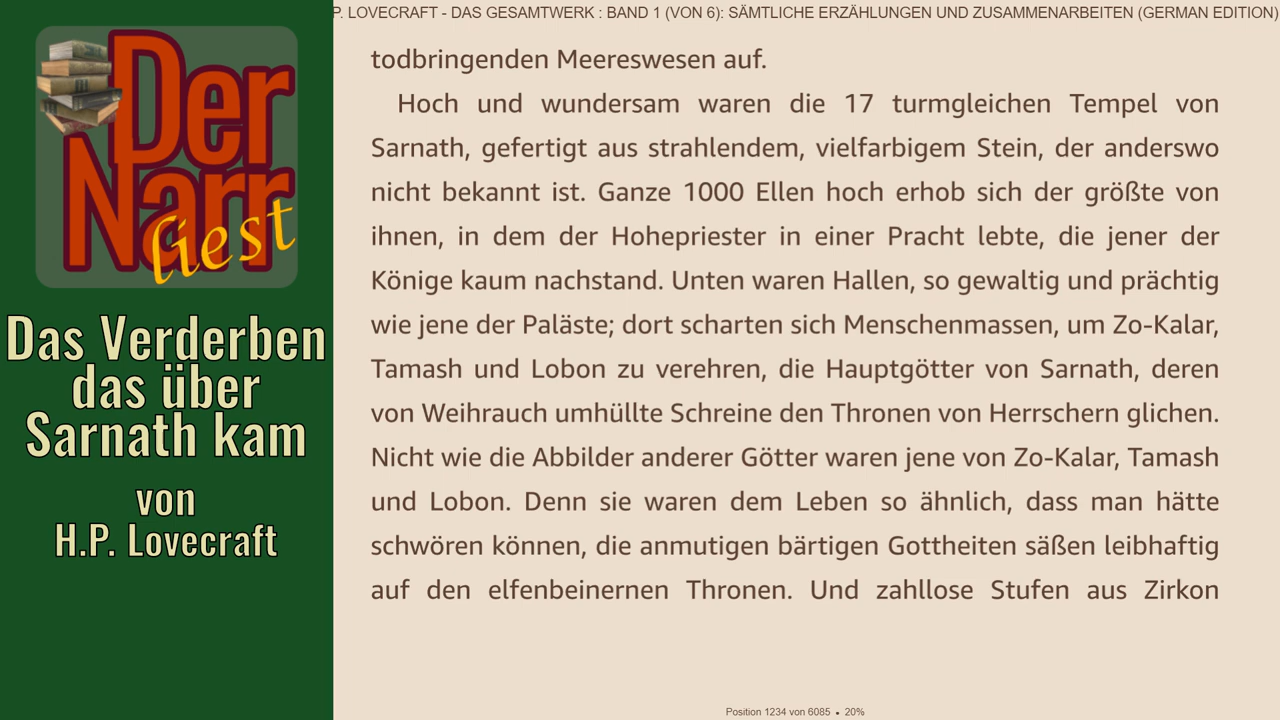 Der
Narr
liest
Das Verderben
das über
Sarnath kam
von
H.P. Lovecraft
P. LOVECRAFT - DAS GESAMTWERK : BAND 1 (VON 6): SÄMTLICHE ERZÄHLUNGEN UND ZUSAMMENARBEITEN (GERMAN EDITION)
todbringenden Meereswesen auf.
Hoch und wundersam waren die 17 turmgleichen Tempel von
Sarnath, gefertigt aus strahlendem, vielfarbigem Stein, der anderswo
nicht bekannt ist. Ganze 1000 Ellen hoch erhob sich der größte von
ihnen, in dem der Hohepriester in einer Pracht lebte, die jener der
Könige kaum nachstand. Unten waren Hallen, so gewaltig und prächtig
wie jene der Paläste; dort scharten sich Menschenmassen, um Zo-Kalar,
Tamash und Lobon zu verehren, die Hauptgötter von Sarnath, deren
von Weihrauch umhüllte Schreine den Thronen von Herrschern glichen.
Nicht wie die Abbilder anderer Götter waren jene von Zo-Kalar, Tamash
und Lobon. Denn sie waren dem Leben so ähnlich, dass man hätte
schwören können, die anmutigen bärtigen Gottheiten säßen leibhaftig
auf den elfenbeinernen Thronen. Und zahllose Stufen aus Zirkon
Position 1234 von 6085 • 20%